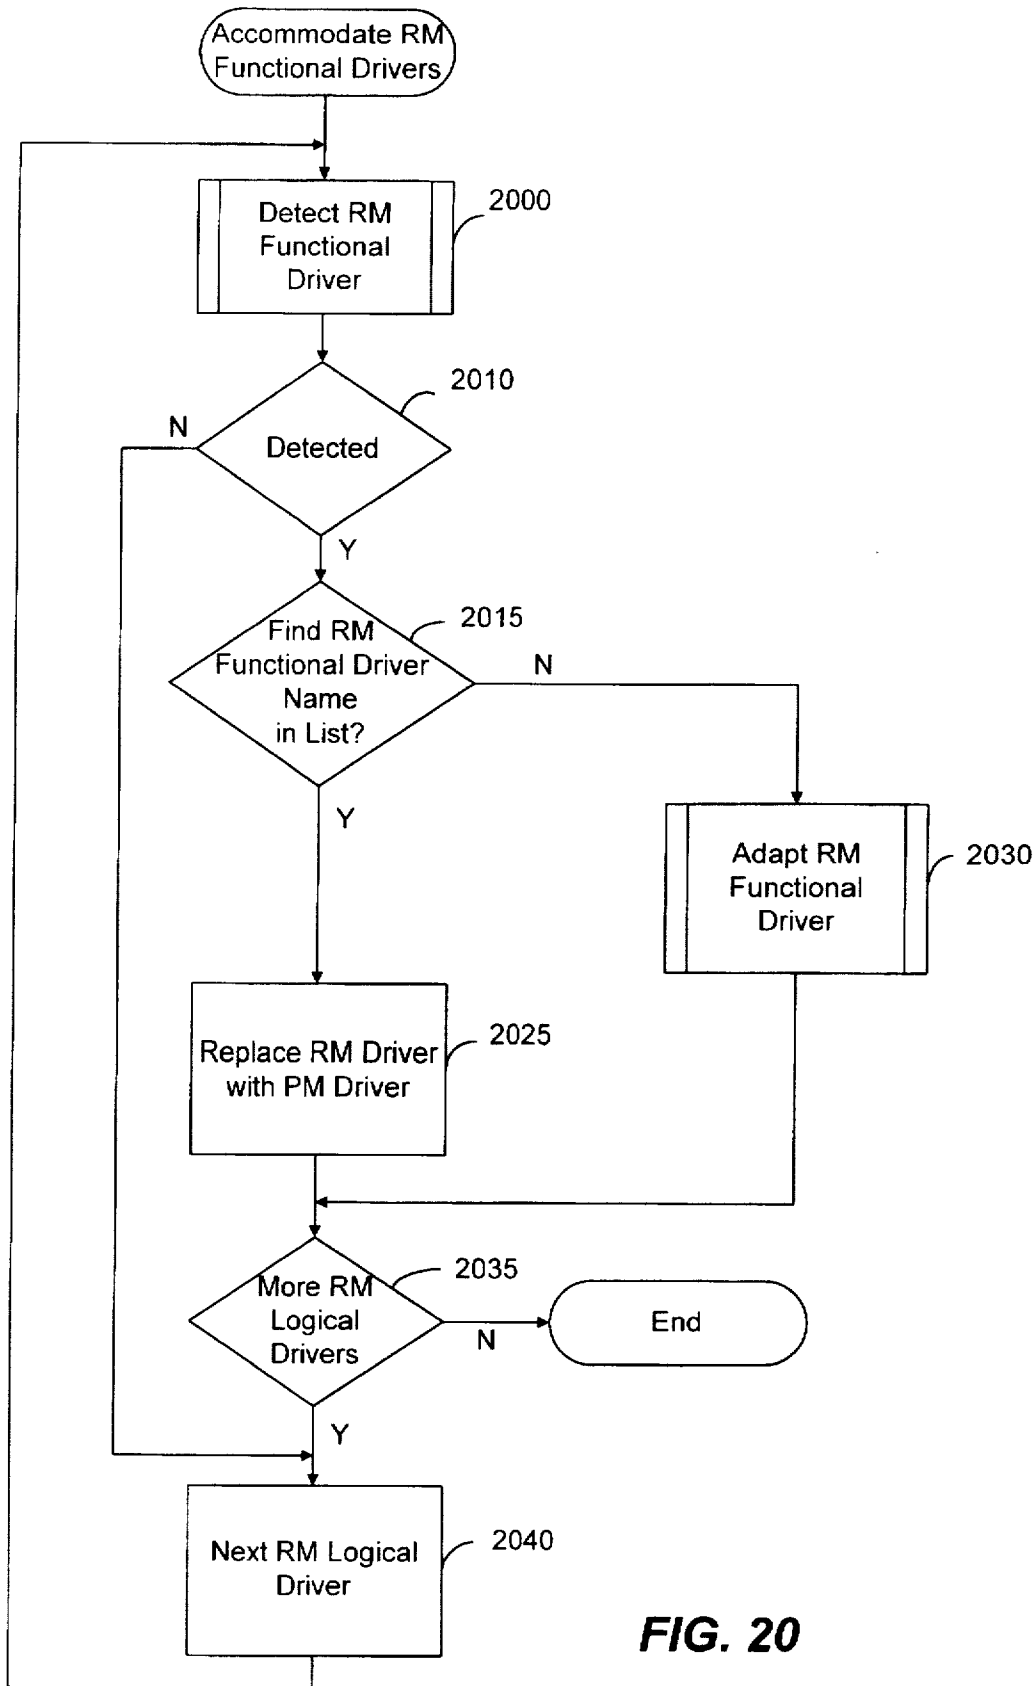 Accommodate RM
Functional Drivers
Detect RM
Functional
Driver
2000
2010
N
Detected
Y
2015
Find RM
Functional Driver
Name
in List?
N
Y
Adapt RM
Functional
Driver
2030
Replace RM Driver
with PM Driver
2025
2035
More RM
Logical
Drivers
N
End
Y
Next RM Logical
Driver
2040
FIG. 20